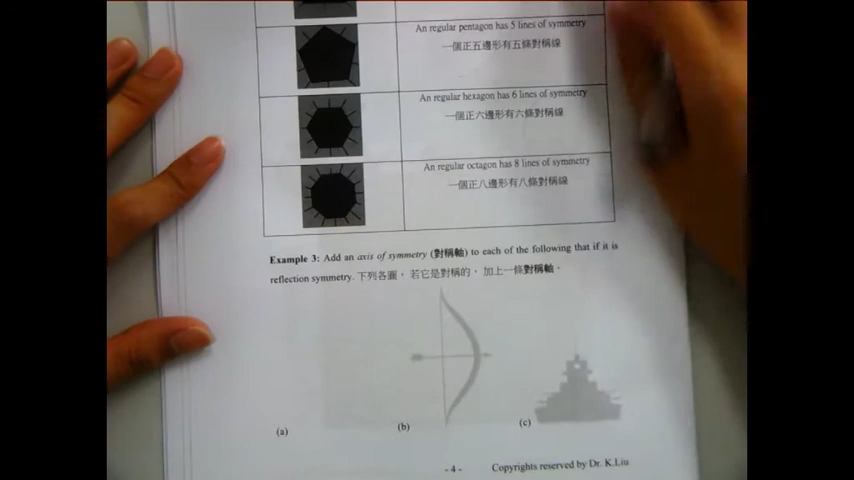 An regular pentagon has 5 lines of symmetry
一個正五邊形有五條對稱線
An regular hexagon has 6 lines of symmetry
一個正六邊形有六條對稱線
An regular octagon has 8 lines of symmetry
一個正八邊形有八條對稱線
Example 3: Add an axis of symmetry (對稱軸) to each of the following that if it is
reflection symmetry. 下列各圖， 若它是對稱的， 加上一條對稱軸。
(a) (b) (c)
- 4 - Copyrights reserved by Dr. K.Liu